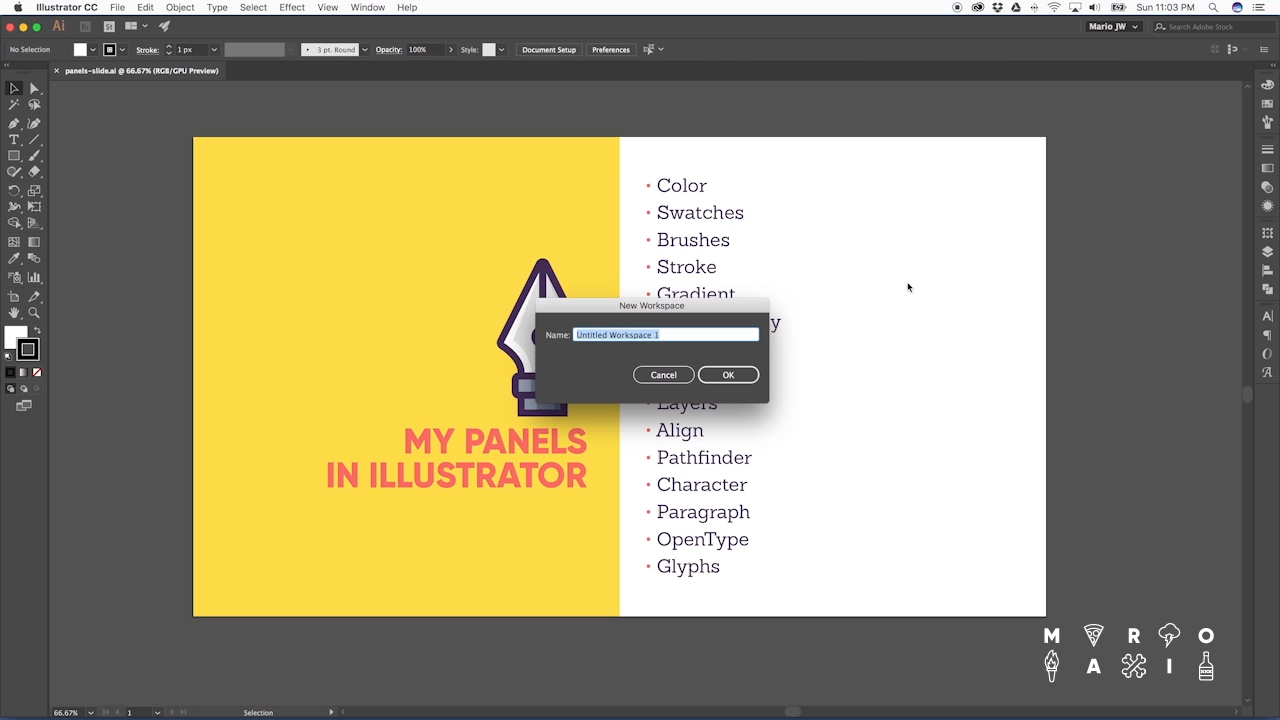 Illustrator CC File Edit Object Type Select Effect View Window Help
Sun 11:03 PM
Ai Br St
Mario JW
Search Adobe Stock
No Selection
Stroke: 1 px
3 pt. Round
Opacity: 100%
Style:
Document Setup
Preferences
panels-slide.ai @ 66.67% (RGB/GPU Preview)
Color
Swatches
Brushes
Stroke
Gradient
y
New Workspace
Name: Untitled Workspace 1
Cancel OK
Layers
Align
Pathfinder
Character
Paragraph
OpenType
Glyphs
MY PANELS
IN ILLUSTRATOR
M R O
A I
66.67% 1 Selection